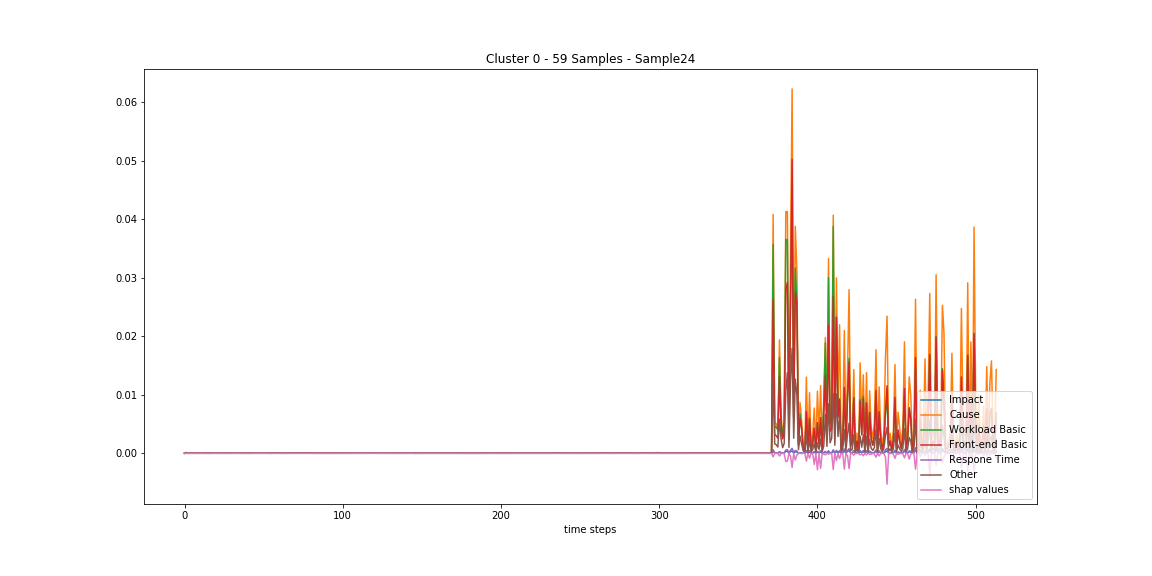 Cluster 0 - 59 Samples - Sample24
0.06
0.05
0.04
0.03
0.02
0.01
0.00
Impact
Cause
Workload Basic
Front-end Basic
Respone Time
Other
shap values
0 100 200 300 400 500
time steps